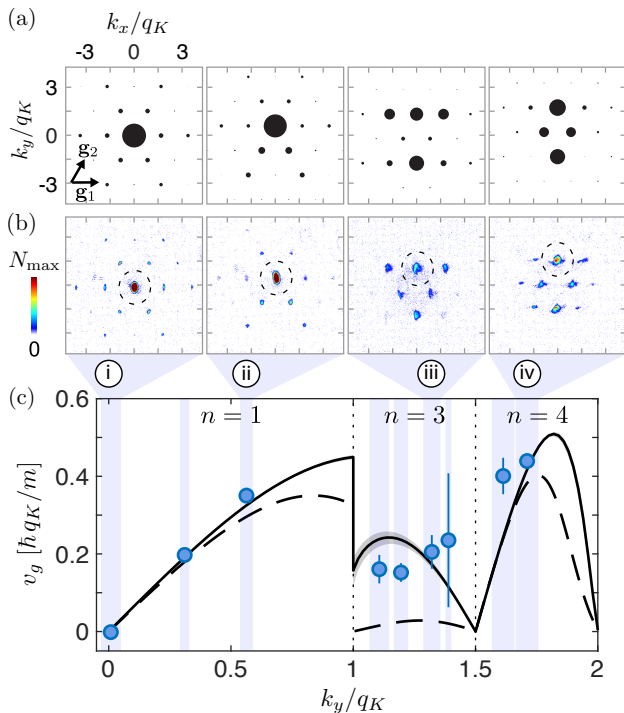 (a)
k_x/q_K
-3 0 3
k_y/q_K
3
0
-3
g_2
g_1
(b)
N_max
0
i ii iii iv
(c)
n = 1 n = 3 n = 4
v_g [ħ q_K/m]
0.6
0.4
0.2
0
0 0.5 1 1.5 2
k_y/q_K